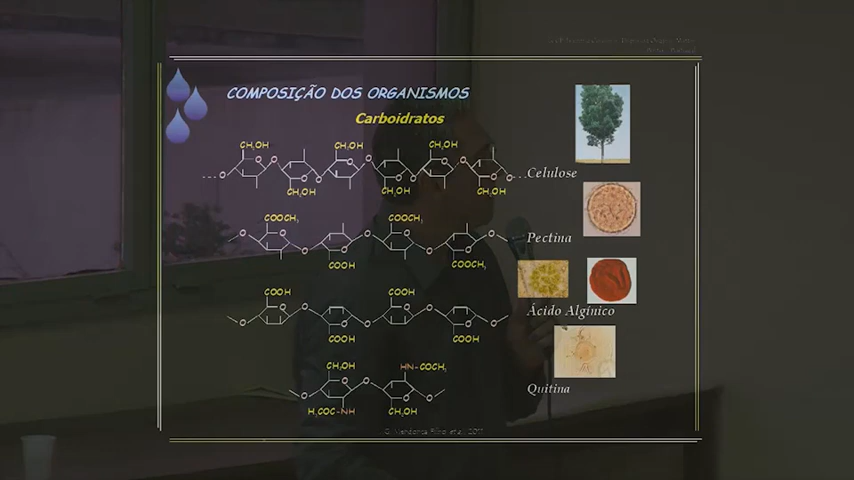 COMPOSIÇÃO DOS ORGANISMOS
Carboidratos
CH₂OH CH₂OH CH₂OH
Celulose
CH₂OH CH₂OH CH₂OH
COOCH₃ COOCH₃
Pectina
COOH COOCH₃
COOH COOH
Ácido Algínico
COOH COOH
CH₂OH HN-COCH₃
Quitina
H₃COC-NH CH₂OH